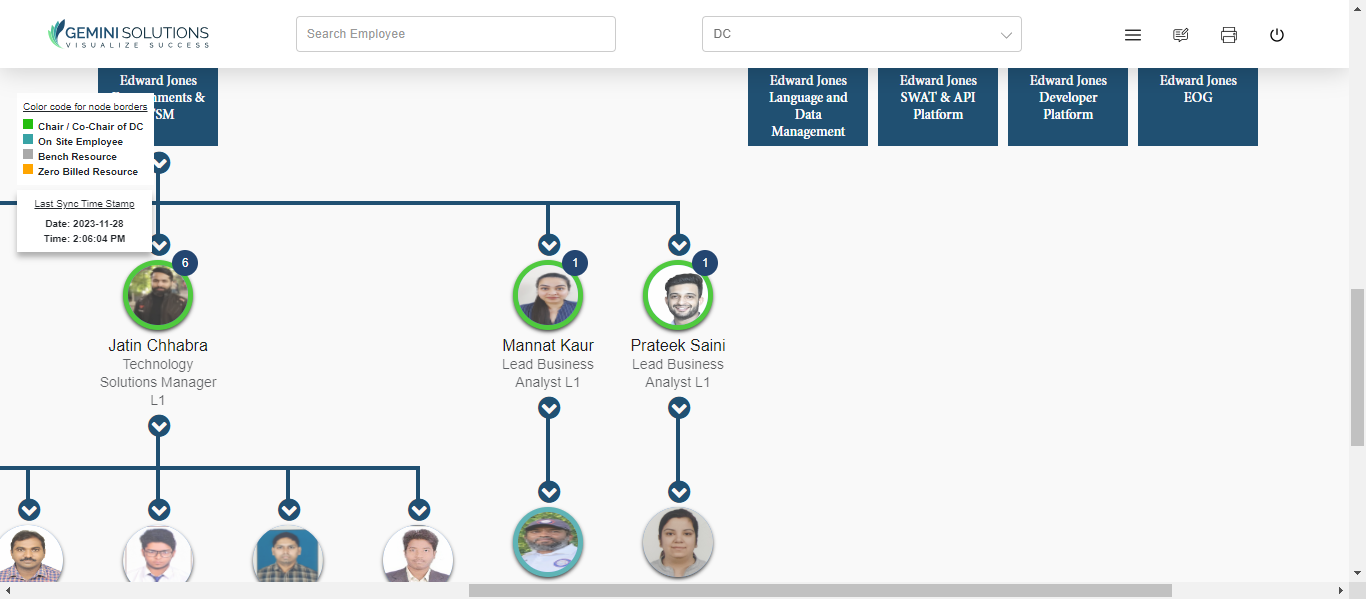 GEMINI SOLUTIONS
VISUALIZE SUCCESS
Search Employee
DC
Edward Jones
nments &
SM
Edward Jones
Language and
Data
Management
Edward Jones
SWAT & API
Platform
Edward Jones
Developer
Platform
Edward Jones
EOG
Color code for node borders
Chair / Co-Chair of DC
On Site Employee
Bench Resource
Zero Billed Resource
Last Sync Time Stamp
Date: 2023-11-28
Time: 2:06:04 PM
6
Jatin Chhabra
Technology
Solutions Manager
L1
1
Mannat Kaur
Lead Business
Analyst L1
1
Prateek Saini
Lead Business
Analyst L1